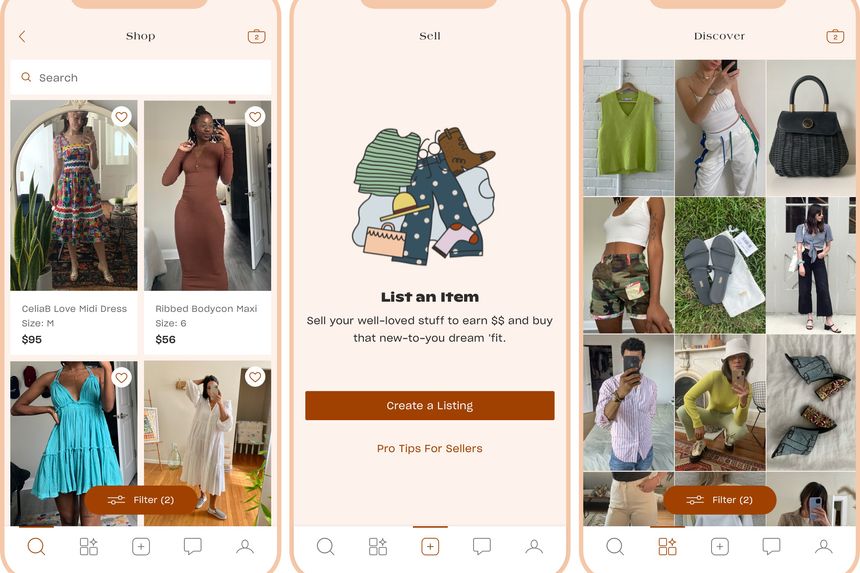 Shop
2
Search
CeliaB Love Midi Dress
Size: M
$95
Ribbed Bodycon Maxi
Size: 6
$56
Filter (2)
Sell
List an Item
Sell your well-loved stuff to earn $$ and buy
that new-to-you dream 'fit.
Create a Listing
Pro Tips For Sellers
Discover
2
Filter (2)